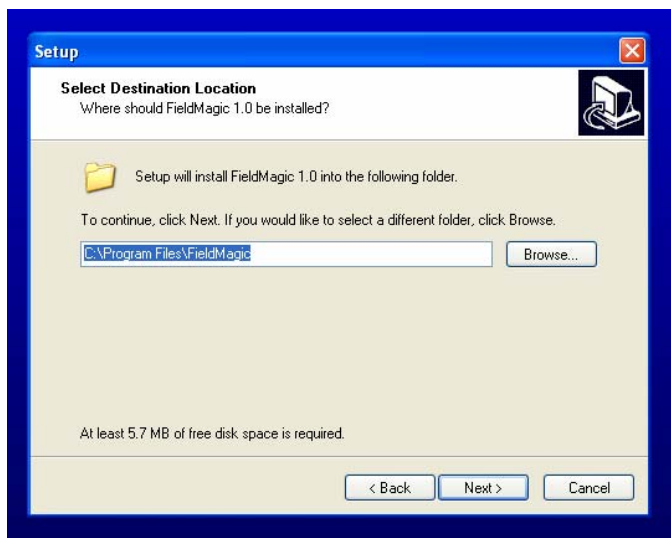 Setup
Select Destination Location
Where should FieldMagic 1.0 be installed?
Setup will install FieldMagic 1.0 into the following folder.
To continue, click Next. If you would like to select a different folder, click Browse.
C:\Program Files\FieldMagic
Browse...
At least 5.7 MB of free disk space is required.
< Back
Next >
Cancel